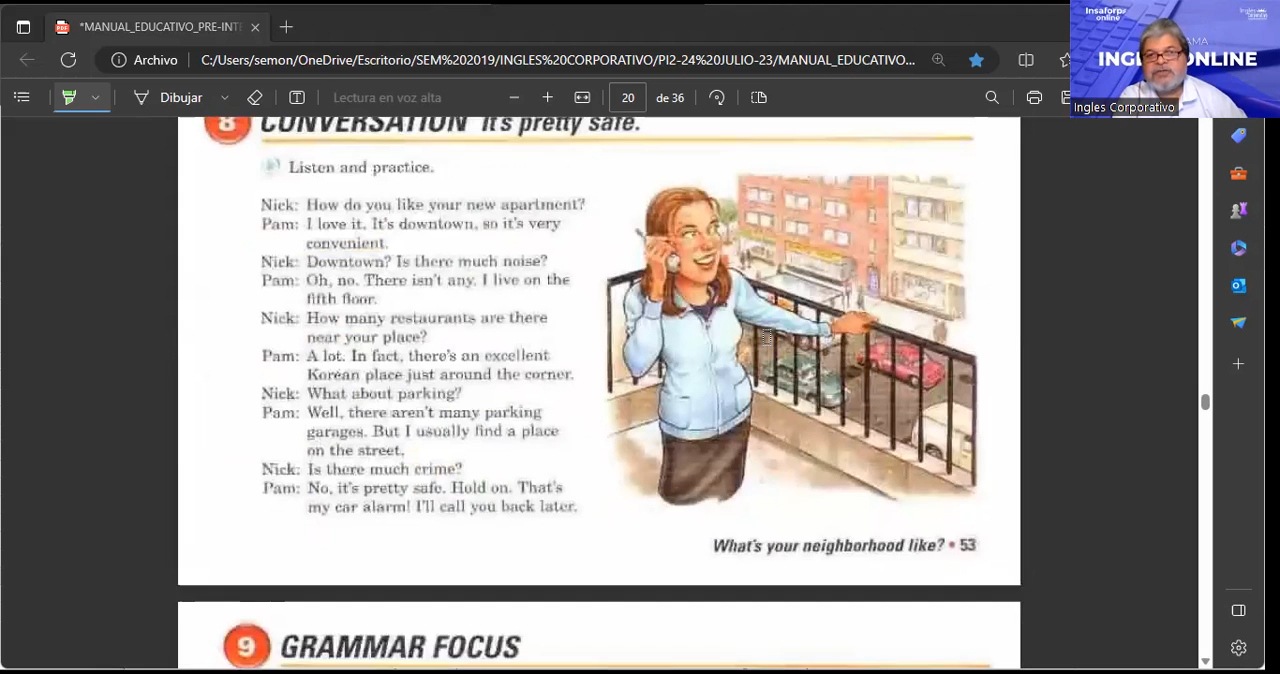 *MANUAL_EDUCATIVO_PRE-INTE
Archivo
C:/Users/semon/OneDrive/Escritorio/SEM%202019/INGLES%20CORPORATIVO/PI2-24%20JULIO-23/MANUAL_EDUCATIVO...
Dibujar
Lectura en voz alta
20
de 36
Insaforp
online
INGL
ONLINE
Ingles Corporativo
8 CONVERSATION It's pretty safe.
Listen and practice.
Nick: How do you like your new apartment?
Pam: I love it. It's downtown, so it's very
convenient.
Nick: Downtown? Is there much noise?
Pam: Oh, no. There isn't any. I live on the
fifth floor.
Nick: How many restaurants are there
near your place?
Pam: A lot. In fact, there's an excellent
Korean place just around the corner.
Nick: What about parking?
Pam: Well, there aren't many parking
garages. But I usually find a place
on the street.
Nick: Is there much crime?
Pam: No, it's pretty safe. Hold on. That's
my car alarm! I'll call you back later.
What's your neighborhood like? • 53
9 GRAMMAR FOCUS